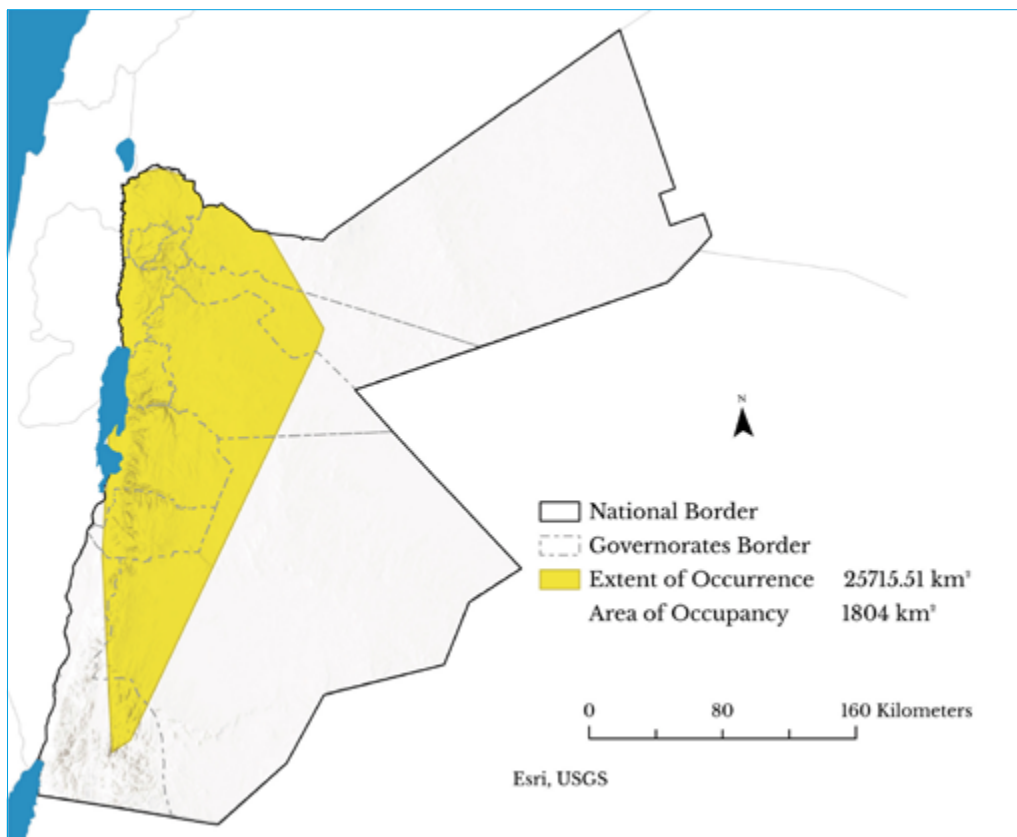 N
National Border
Governorates Border
Extent of Occurrence 25715.51 km²
Area of Occupancy 1804 km²
0 80 160 Kilometers
Esri, USGS